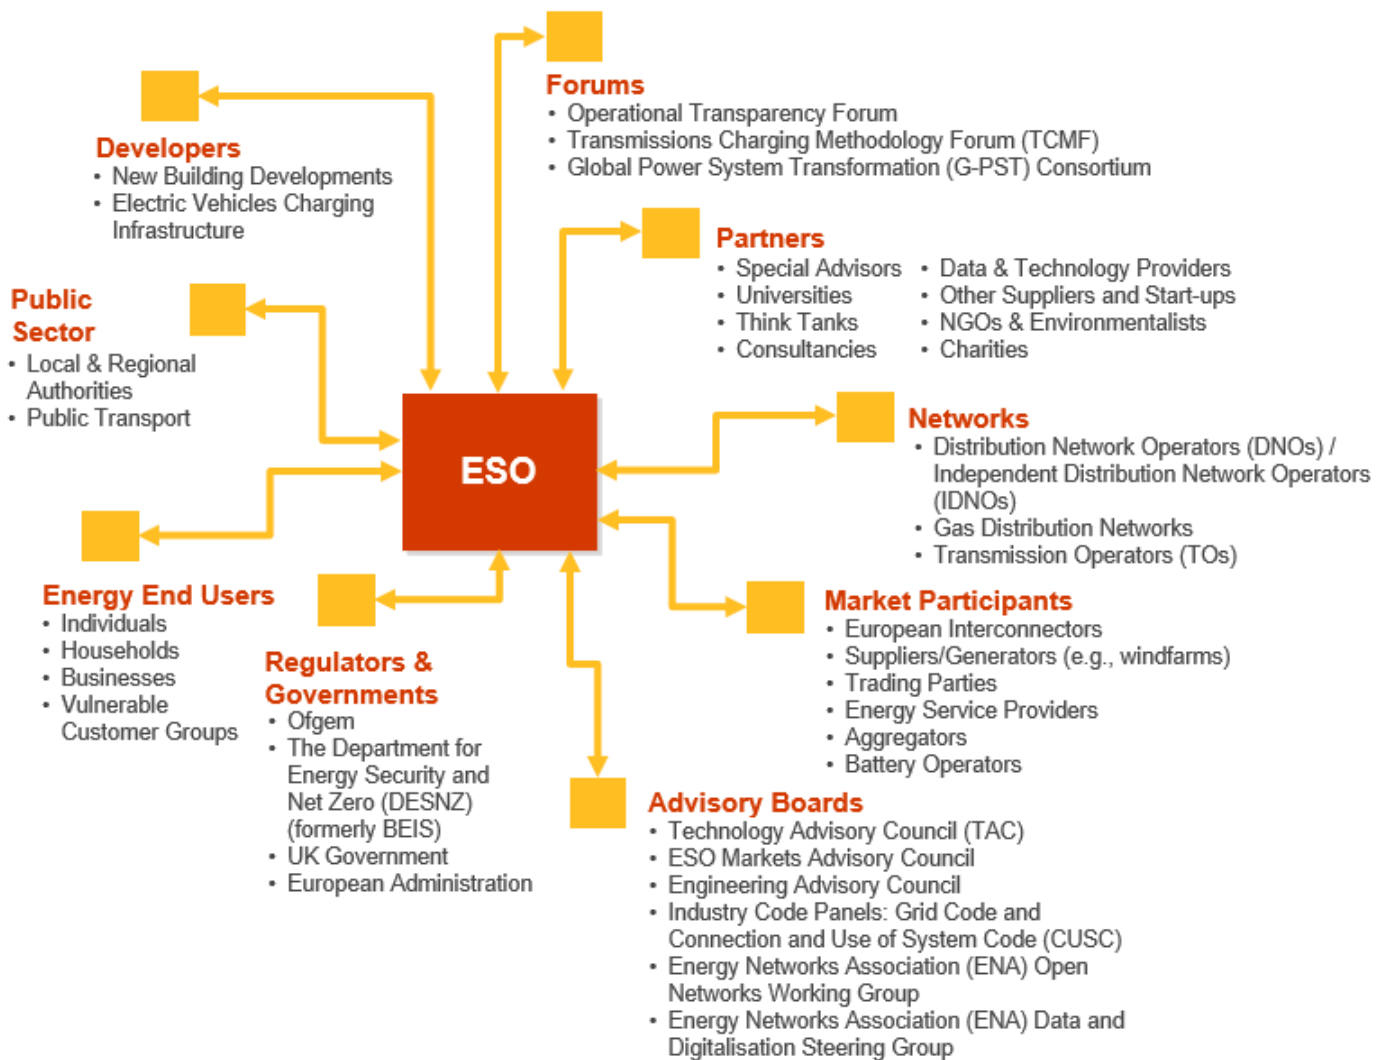 Forums
• Operational Transparency Forum
• Transmissions Charging Methodology Forum (TCMF)
• Global Power System Transformation (G-PST) Consortium
Developers
• New Building Developments
• Electric Vehicles Charging
Infrastructure
Partners
• Special Advisors
• Universities
• Think Tanks
• Consultancies
• Data & Technology Providers
• Other Suppliers and Start-ups
• NGOs & Environmentalists
• Charities
Public
Sector
• Local & Regional
Authorities
• Public Transport
ESO
Networks
• Distribution Network Operators (DNOs) /
Independent Distribution Network Operators
(IDNOs)
• Gas Distribution Networks
• Transmission Operators (TOs)
Energy End Users
• Individuals
• Households
• Businesses
• Vulnerable
Customer Groups
Regulators &
Governments
• Ofgem
• The Department for
Energy Security and
Net Zero (DESNZ)
(formerly BEIS)
• UK Government
• European Administration
Market Participants
• European Interconnectors
• Suppliers/Generators (e.g., windfarms)
• Trading Parties
• Energy Service Providers
• Aggregators
• Battery Operators
Advisory Boards
• Technology Advisory Council (TAC)
• ESO Markets Advisory Council
• Engineering Advisory Council
• Industry Code Panels: Grid Code and
Connection and Use of System Code (CUSC)
• Energy Networks Association (ENA) Open
Networks Working Group
• Energy Networks Association (ENA) Data and
Digitalisation Steering Group